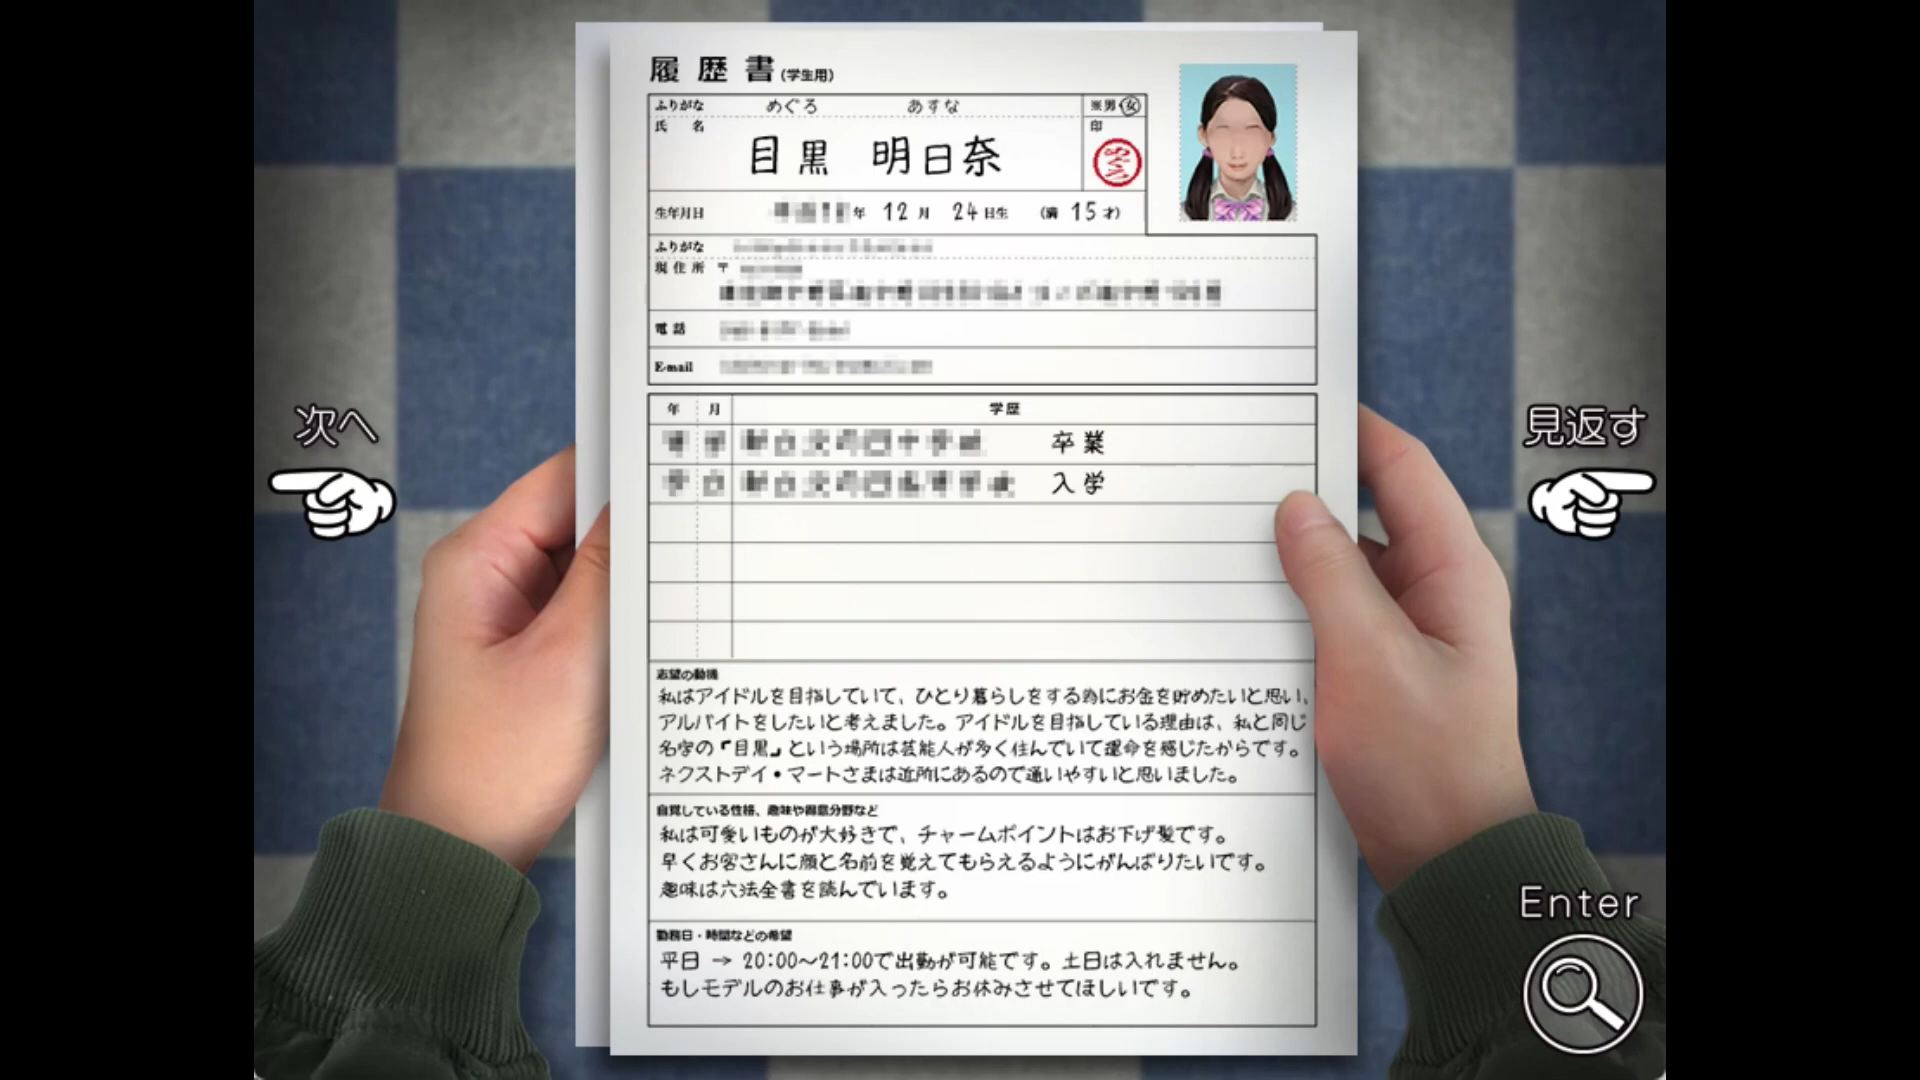 履歴書(学生用)
ふりがな めぐろ あすな
※男・女
氏名 目黒 明日奈
印
めぐろ
生年月日 年 12月 24日生 (満 15才)
ふりがな
現住所 〒
電話
E-mail
年 月 学歴
卒業
入学
志望の動機
私はアイドルを目指していて、ひとり暮らしをする為にお金を貯めたいと思い、
アルバイトをしたいと考えました。アイドルを目指している理由は、私と同じ
名字の「目黒」という場所は芸能人が多く住んでいて運命を感じたからです。
ネクストデイ・マートさまは近所にあるので通いやすいと思いました。
自覚している性格、趣味や得意分野など
私は可愛いものが大好きで、チャームポイントはお下げ髪です。
早くお客さんに顔と名前を覚えてもらえるようにがんばりたいです。
趣味は六法全書を読んでいます。
勤務日・時間などの希望
平日 → 20:00〜21:00で出勤が可能です。土日は入れません。
もしモデルのお仕事が入ったらお休みさせてほしいです。
次へ
見返す
Enter